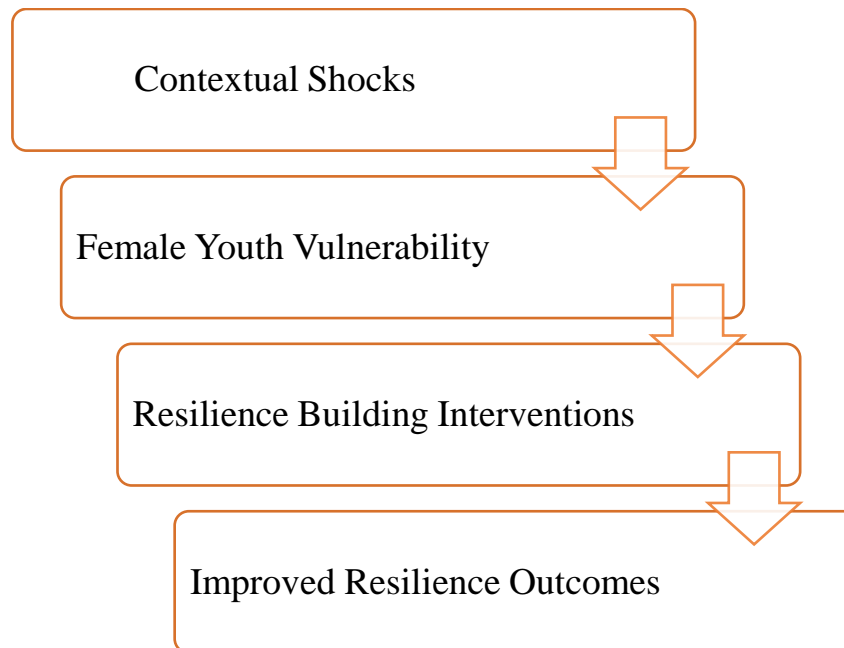 Contextual Shocks
Female Youth Vulnerability
Resilience Building Interventions
Improved Resilience Outcomes